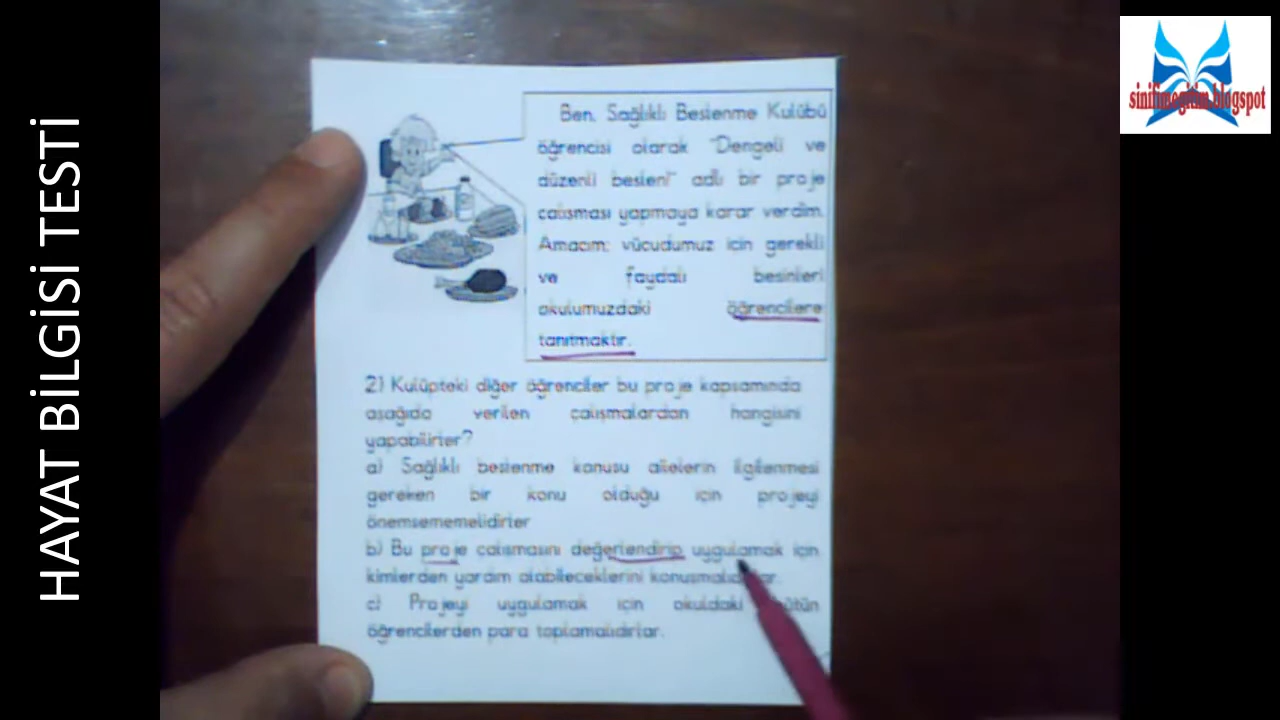 HAYAT BİLGİSİ TESTİ
sinifimegitim.blogspot
Ben, Sağlıklı Beslenme Kulübü
öğrencisi olarak "Dengeli ve
düzenli beslen!" adlı bir proje
çalışması yapmaya karar verdim.
Amacım; vücudumuz için gerekli
ve faydalı besinleri
okulumuzdaki öğrencilere
tanıtmaktır.
2) Kulüpteki diğer öğrenciler bu proje kapsamında
aşağıda verilen çalışmalardan hangisini
yapabilirler?
a) Sağlıklı beslenme konusu ailelerin ilgilenmesi
gereken bir konu olduğu için projeyi
önemsememelidirler
b) Bu proje çalışmasını değerlendirip uygulamak için
kimlerden yardım alabileceklerini konuşmalıdırlar.
c) Projeyi uygulamak için okuldaki bütün
öğrencilerden para toplamalıdırlar.